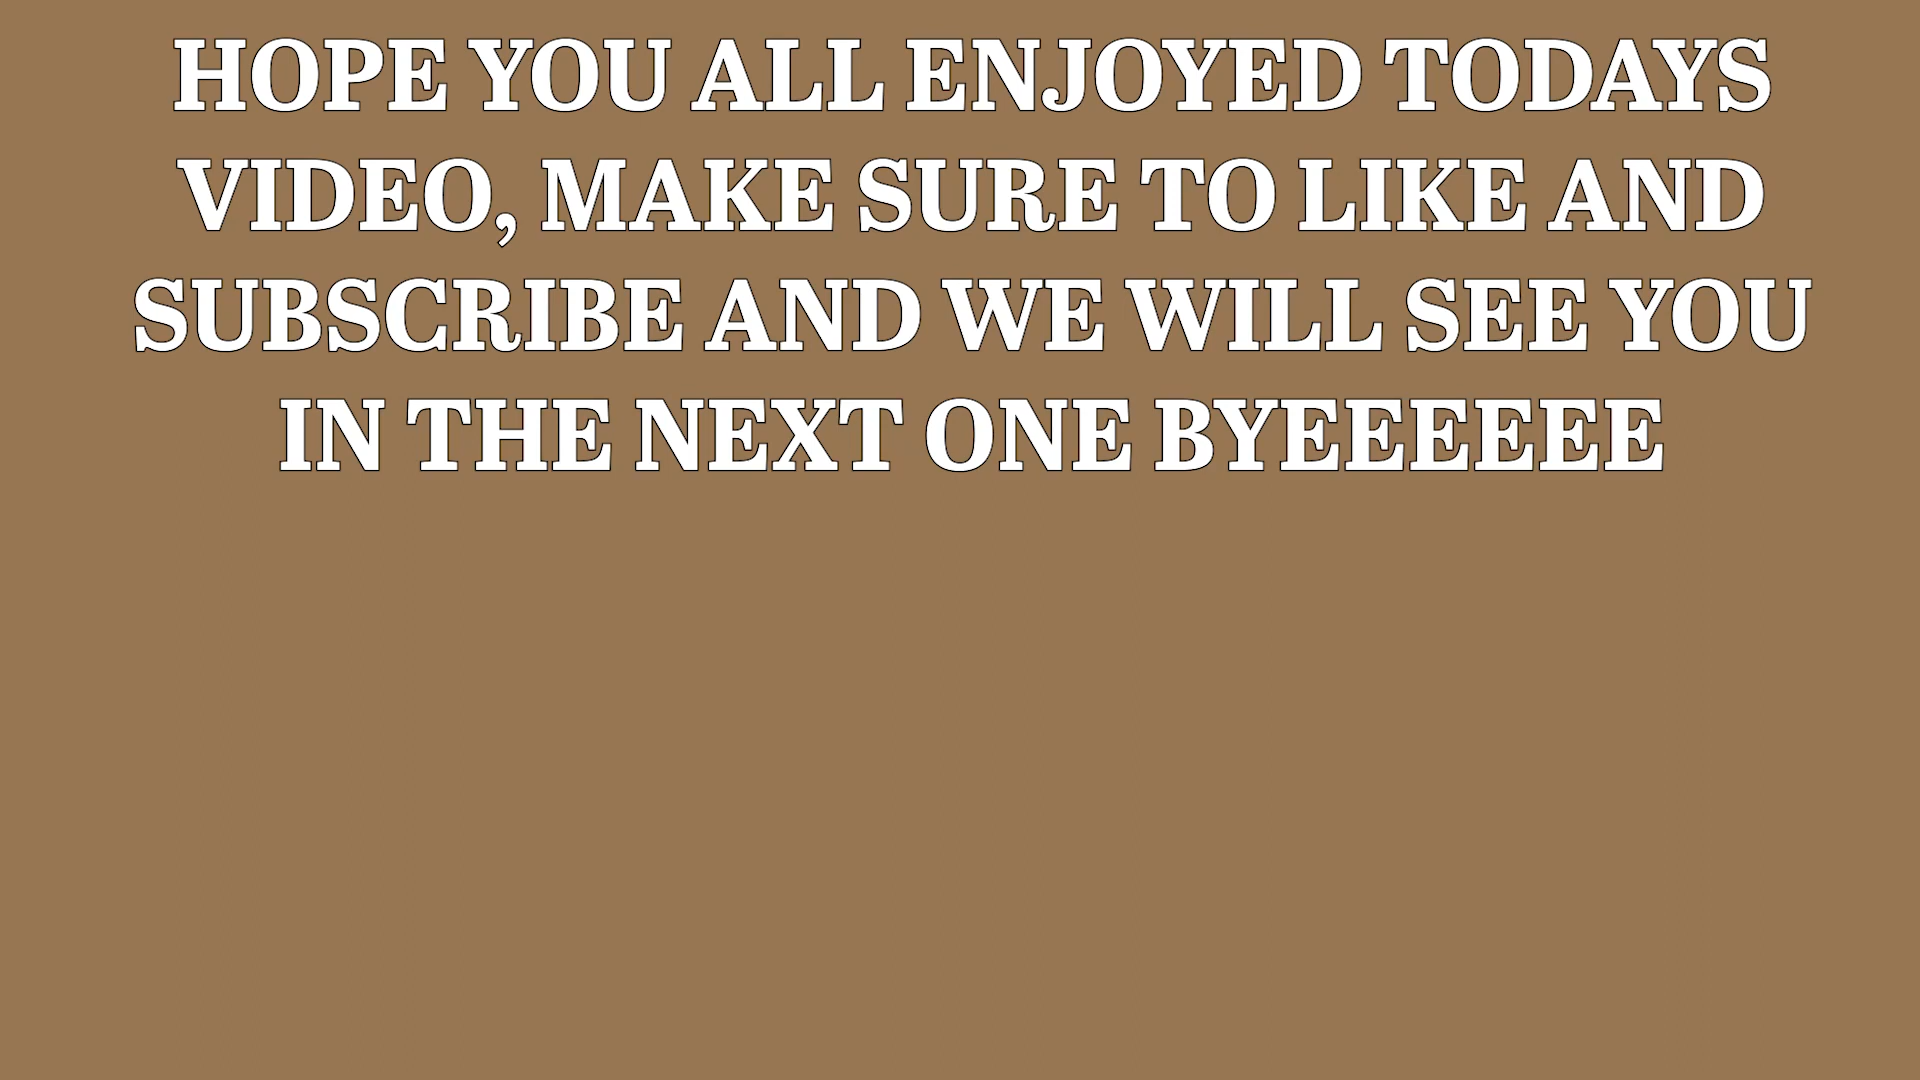 HOPE YOU ALL ENJOYED TODAYS
VIDEO, MAKE SURE TO LIKE AND
SUBSCRIBE AND WE WILL SEE YOU
IN THE NEXT ONE BYEEEEEE